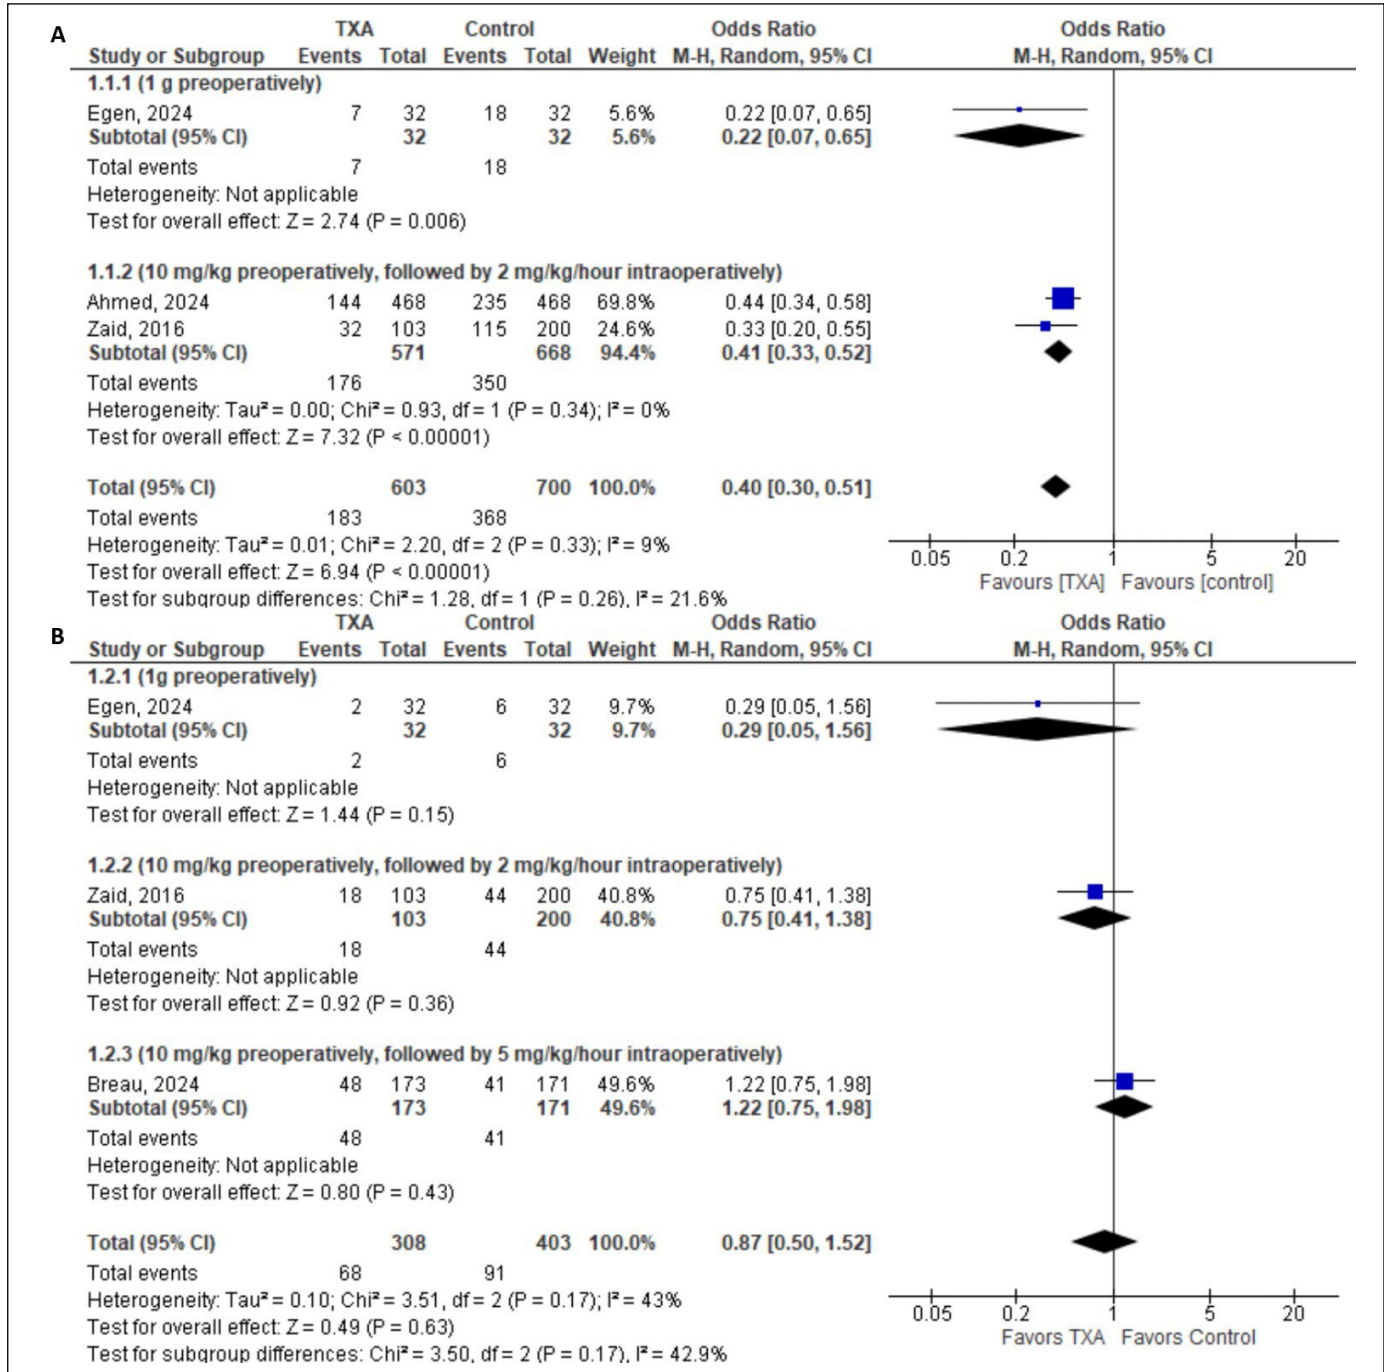 A
TXA Control Odds Ratio Odds Ratio
Study or Subgroup Events Total Events Total Weight M-H, Random, 95% CI M-H, Random, 95% CI
1.1.1 (1 g preoperatively)
Egen, 2024 7 32 18 32 5.6% 0.22 [0.07, 0.65]
Subtotal (95% CI) 32 32 5.6% 0.22 [0.07, 0.65]
Total events 7 18
Heterogeneity: Not applicable
Test for overall effect: Z = 2.74 (P = 0.006)
1.1.2 (10 mg/kg preoperatively, followed by 2 mg/kg/hour intraoperatively)
Ahmed, 2024 144 468 235 468 69.8% 0.44 [0.34, 0.58]
Zaid, 2016 32 103 115 200 24.6% 0.33 [0.20, 0.55]
Subtotal (95% CI) 571 668 94.4% 0.41 [0.33, 0.52]
Total events 176 350
Heterogeneity: Tau² = 0.00; Chi² = 0.93, df = 1 (P = 0.34); I² = 0%
Test for overall effect: Z = 7.32 (P < 0.00001)
Total (95% CI) 603 700 100.0% 0.40 [0.30, 0.51]
Total events 183 368
Heterogeneity: Tau² = 0.01; Chi² = 2.20, df = 2 (P = 0.33); I² = 9%
Test for overall effect: Z = 6.94 (P < 0.00001)
Test for subgroup differences: Chi² = 1.28, df = 1 (P = 0.26), I² = 21.6%
0.05 0.2 1 5 20
Favours [TXA] Favours [control]
B
TXA Control Odds Ratio Odds Ratio
Study or Subgroup Events Total Events Total Weight M-H, Random, 95% CI M-H, Random, 95% CI
1.2.1 (1g preoperatively)
Egen, 2024 2 32 6 32 9.7% 0.29 [0.05, 1.56]
Subtotal (95% CI) 32 32 9.7% 0.29 [0.05, 1.56]
Total events 2 6
Heterogeneity: Not applicable
Test for overall effect: Z = 1.44 (P = 0.15)
1.2.2 (10 mg/kg preoperatively, followed by 2 mg/kg/hour intraoperatively)
Zaid, 2016 18 103 44 200 40.8% 0.75 [0.41, 1.38]
Subtotal (95% CI) 103 200 40.8% 0.75 [0.41, 1.38]
Total events 18 44
Heterogeneity: Not applicable
Test for overall effect: Z = 0.92 (P = 0.36)
1.2.3 (10 mg/kg preoperatively, followed by 5 mg/kg/hour intraoperatively)
Breau, 2024 48 173 41 171 49.6% 1.22 [0.75, 1.98]
Subtotal (95% CI) 173 171 49.6% 1.22 [0.75, 1.98]
Total events 48 41
Heterogeneity: Not applicable
Test for overall effect: Z = 0.80 (P = 0.43)
Total (95% CI) 308 403 100.0% 0.87 [0.50, 1.52]
Total events 68 91
Heterogeneity: Tau² = 0.10; Chi² = 3.51, df = 2 (P = 0.17); I² = 43%
Test for overall effect: Z = 0.49 (P = 0.63)
Test for subgroup differences: Chi² = 3.50, df = 2 (P = 0.17), I² = 42.9%
0.05 0.2 1 5 20
Favors TXA Favors Control